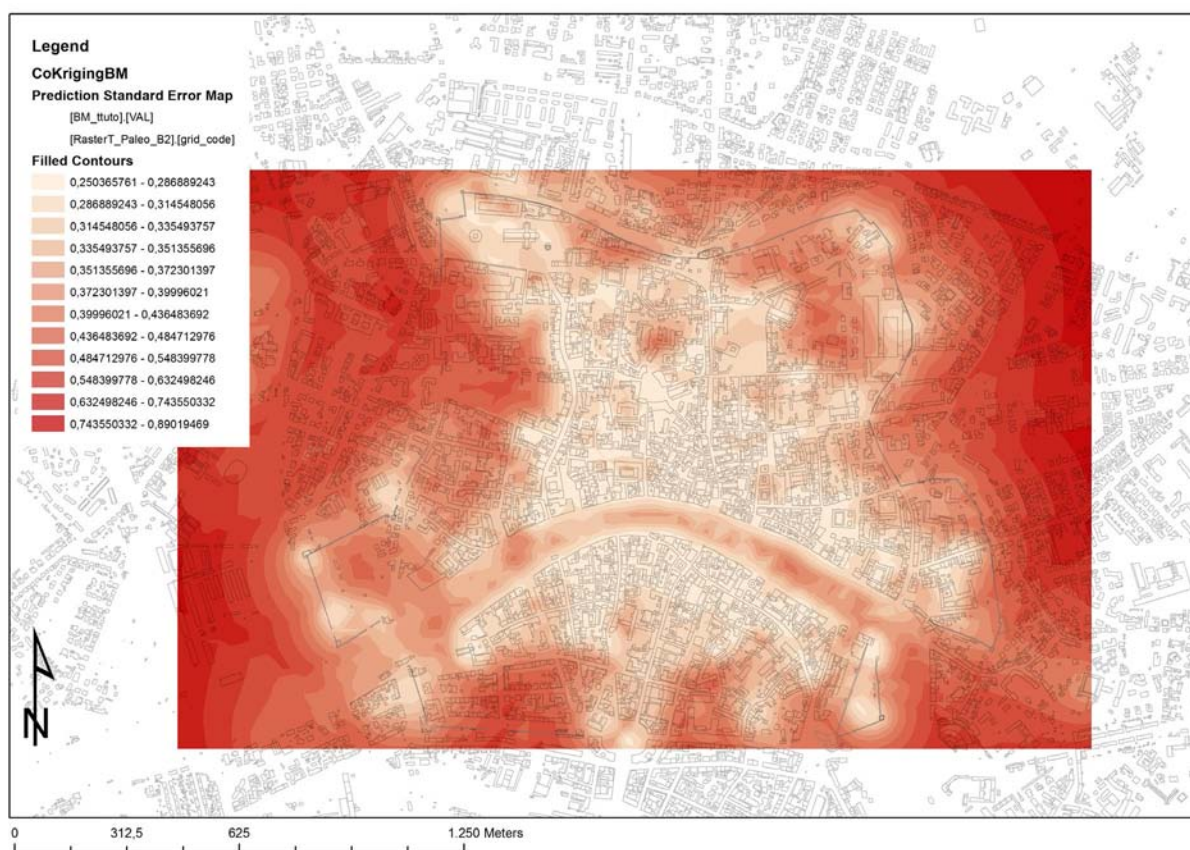 Legend
CoKrigingBM
Prediction Standard Error Map
[BM_ttuto].[VAL]
[RasterT_Paleo_B2].[grid_code]
Filled Contours
0,250365761 - 0,286889243
0,286889243 - 0,314548056
0,314548056 - 0,335493757
0,335493757 - 0,351355696
0,351355696 - 0,372301397
0,372301397 - 0,39996021
0,39996021 - 0,436483692
0,436483692 - 0,484712976
0,484712976 - 0,548399778
0,548399778 - 0,632498246
0,632498246 - 0,743550332
0,743550332 - 0,89019469
N
0 312,5 625 1.250 Meters